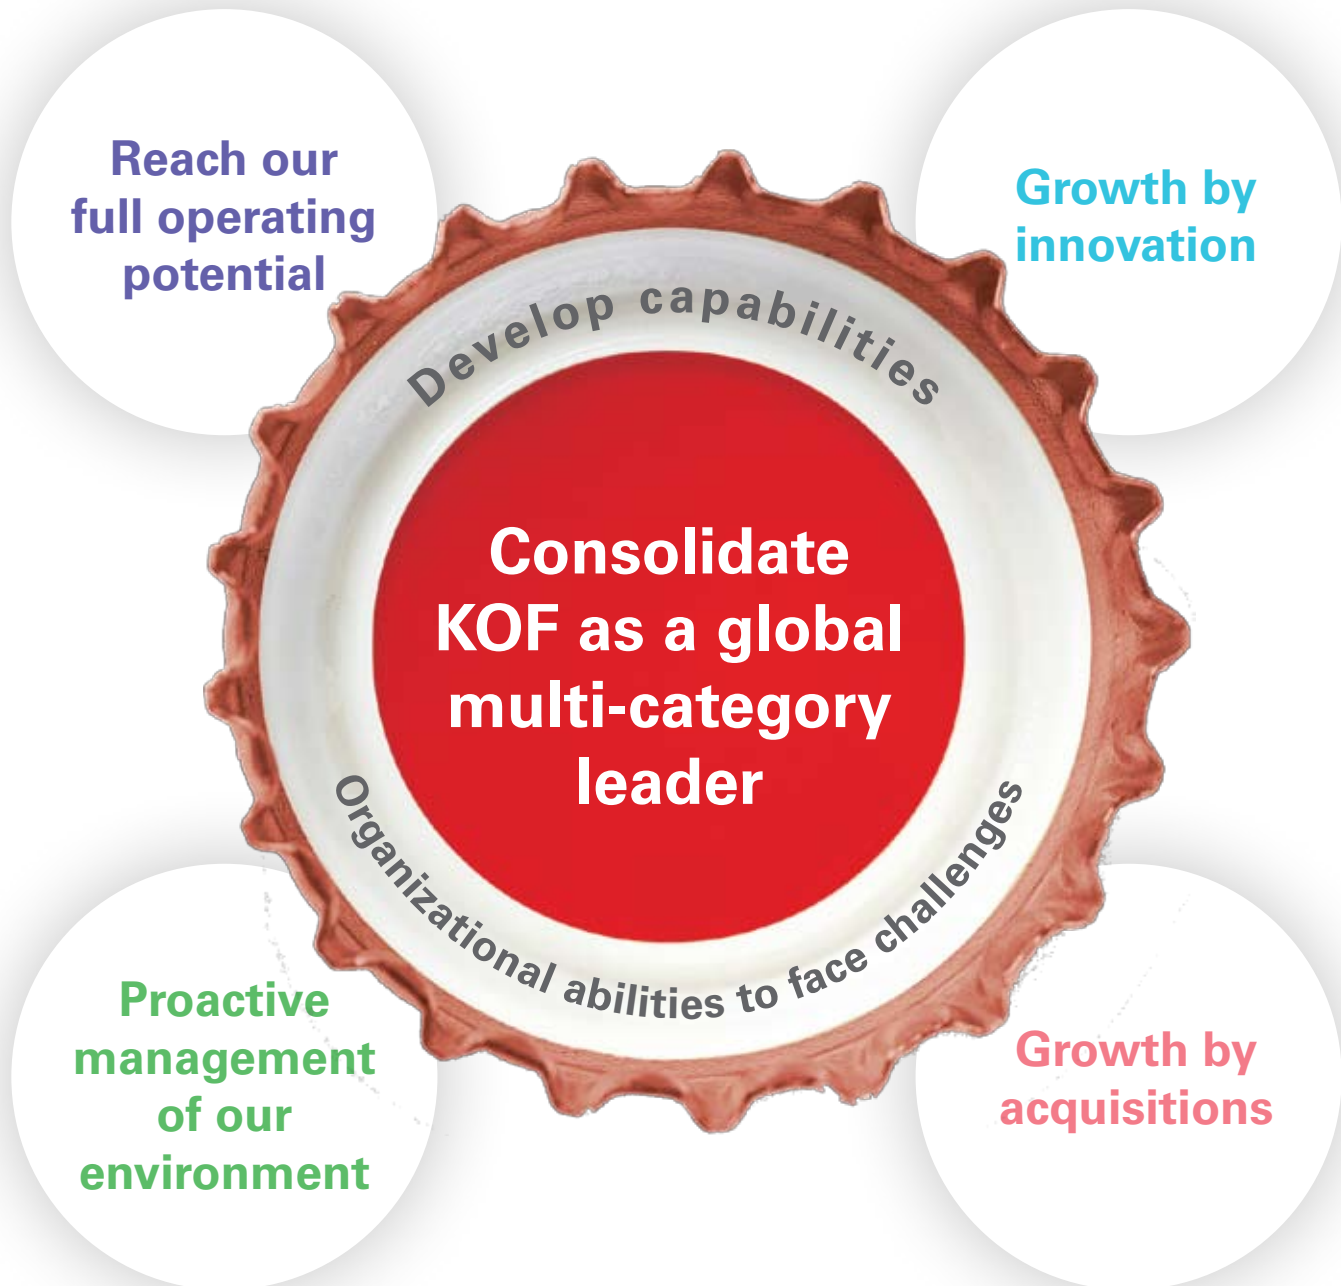 Reach our
full operating
potential
Growth by
innovation
Develop capabilities
Consolidate
KOF as a global
multi-category
leader
Organizational abilities to face challenges
Proactive
management
of our
environment
Growth by
acquisitions